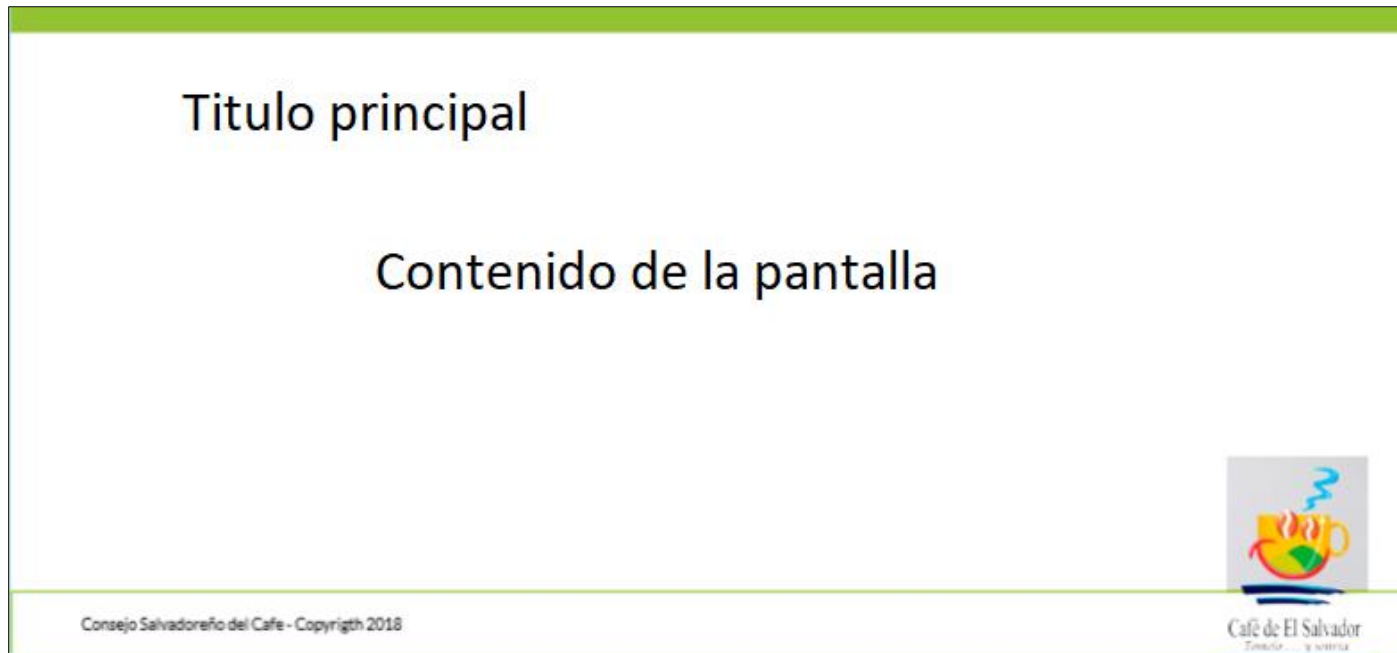 Titulo principal
Contenido de la pantalla
Consejo Salvadoreño del Cafe - Copyrigth 2018
Café de El Salvador